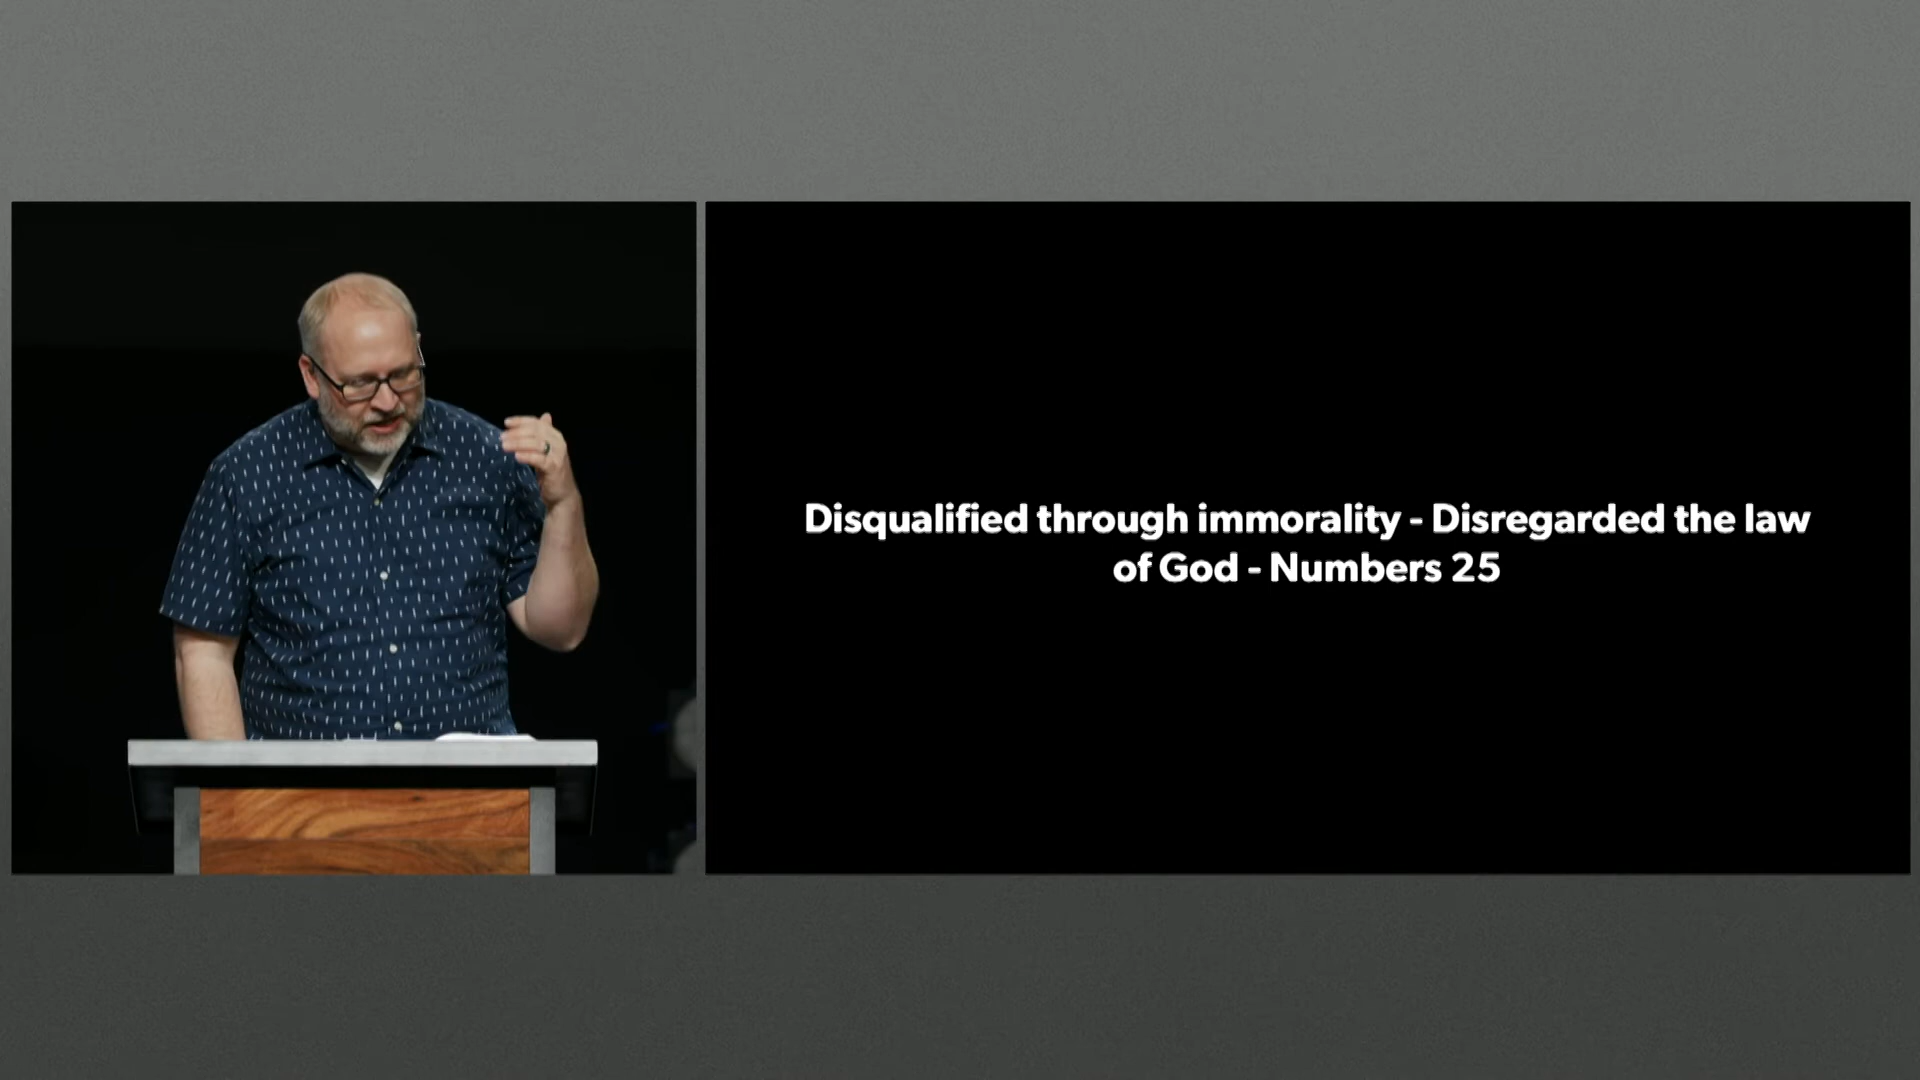 Disqualified through immorality - Disregarded the law
of God - Numbers 25